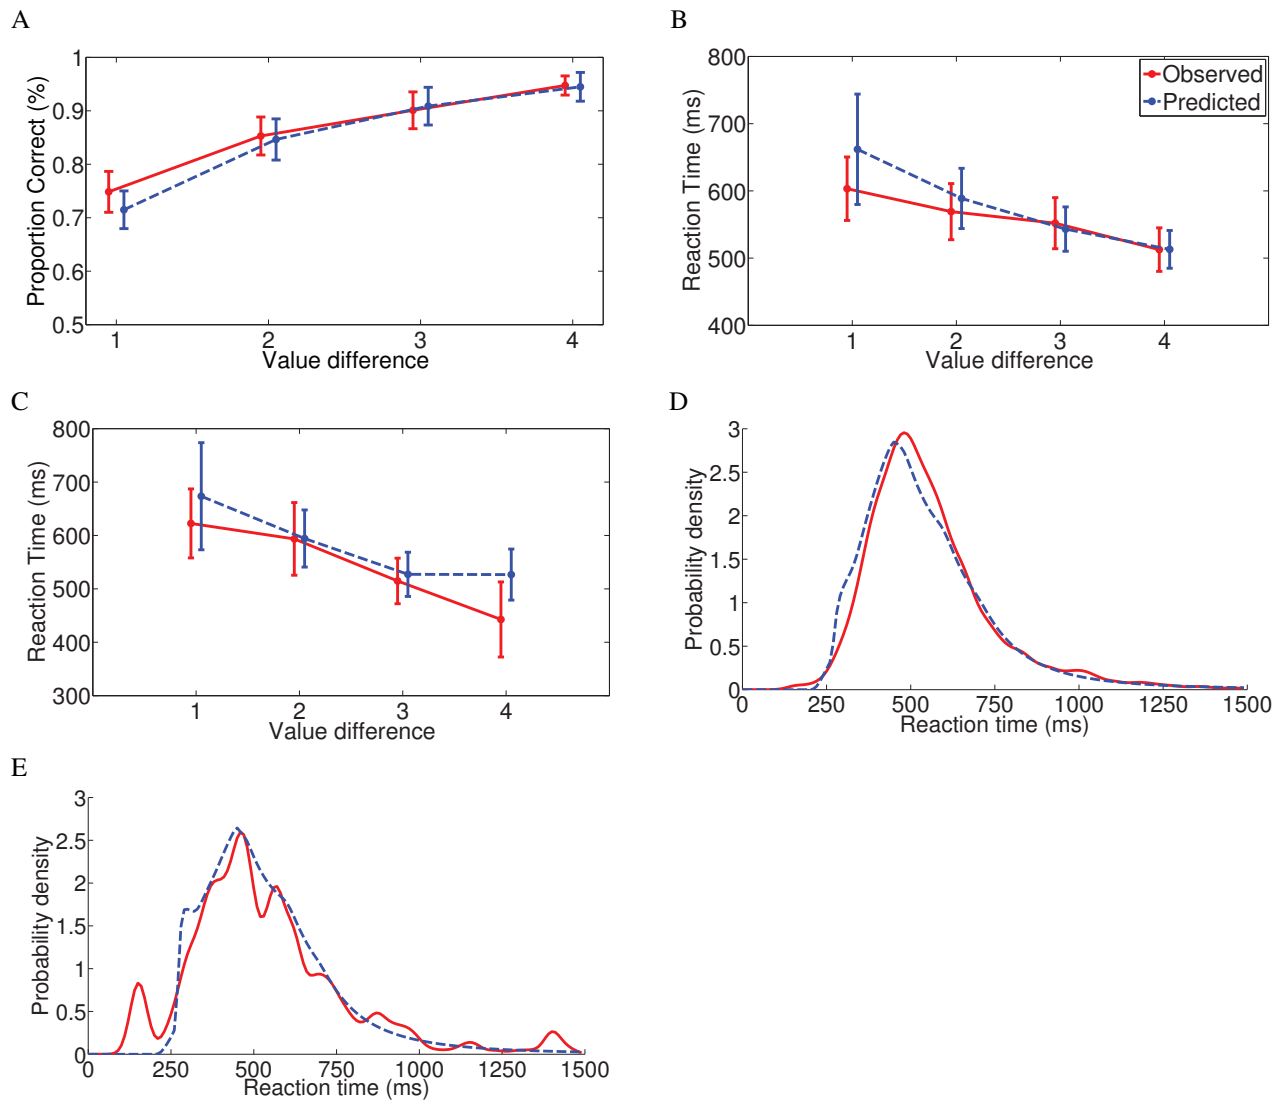 A
1
0.9
0.8
0.7
0.6
0.5
Proportion Correct (%)
1 2 3 4
Value difference
B
800
700
600
500
400
Reaction Time (ms)
Observed
Predicted
1 2 3 4
Value difference
C
800
700
600
500
400
300
Reaction Time (ms)
1 2 3 4
Value difference
D
3
2.5
2
1.5
1
0.5
0
Probability density
0 250 500 750 1000 1250 1500
Reaction time (ms)
E
3
2.5
2
1.5
1
0.5
0
Probability density
0 250 500 750 1000 1250 1500
Reaction time (ms)